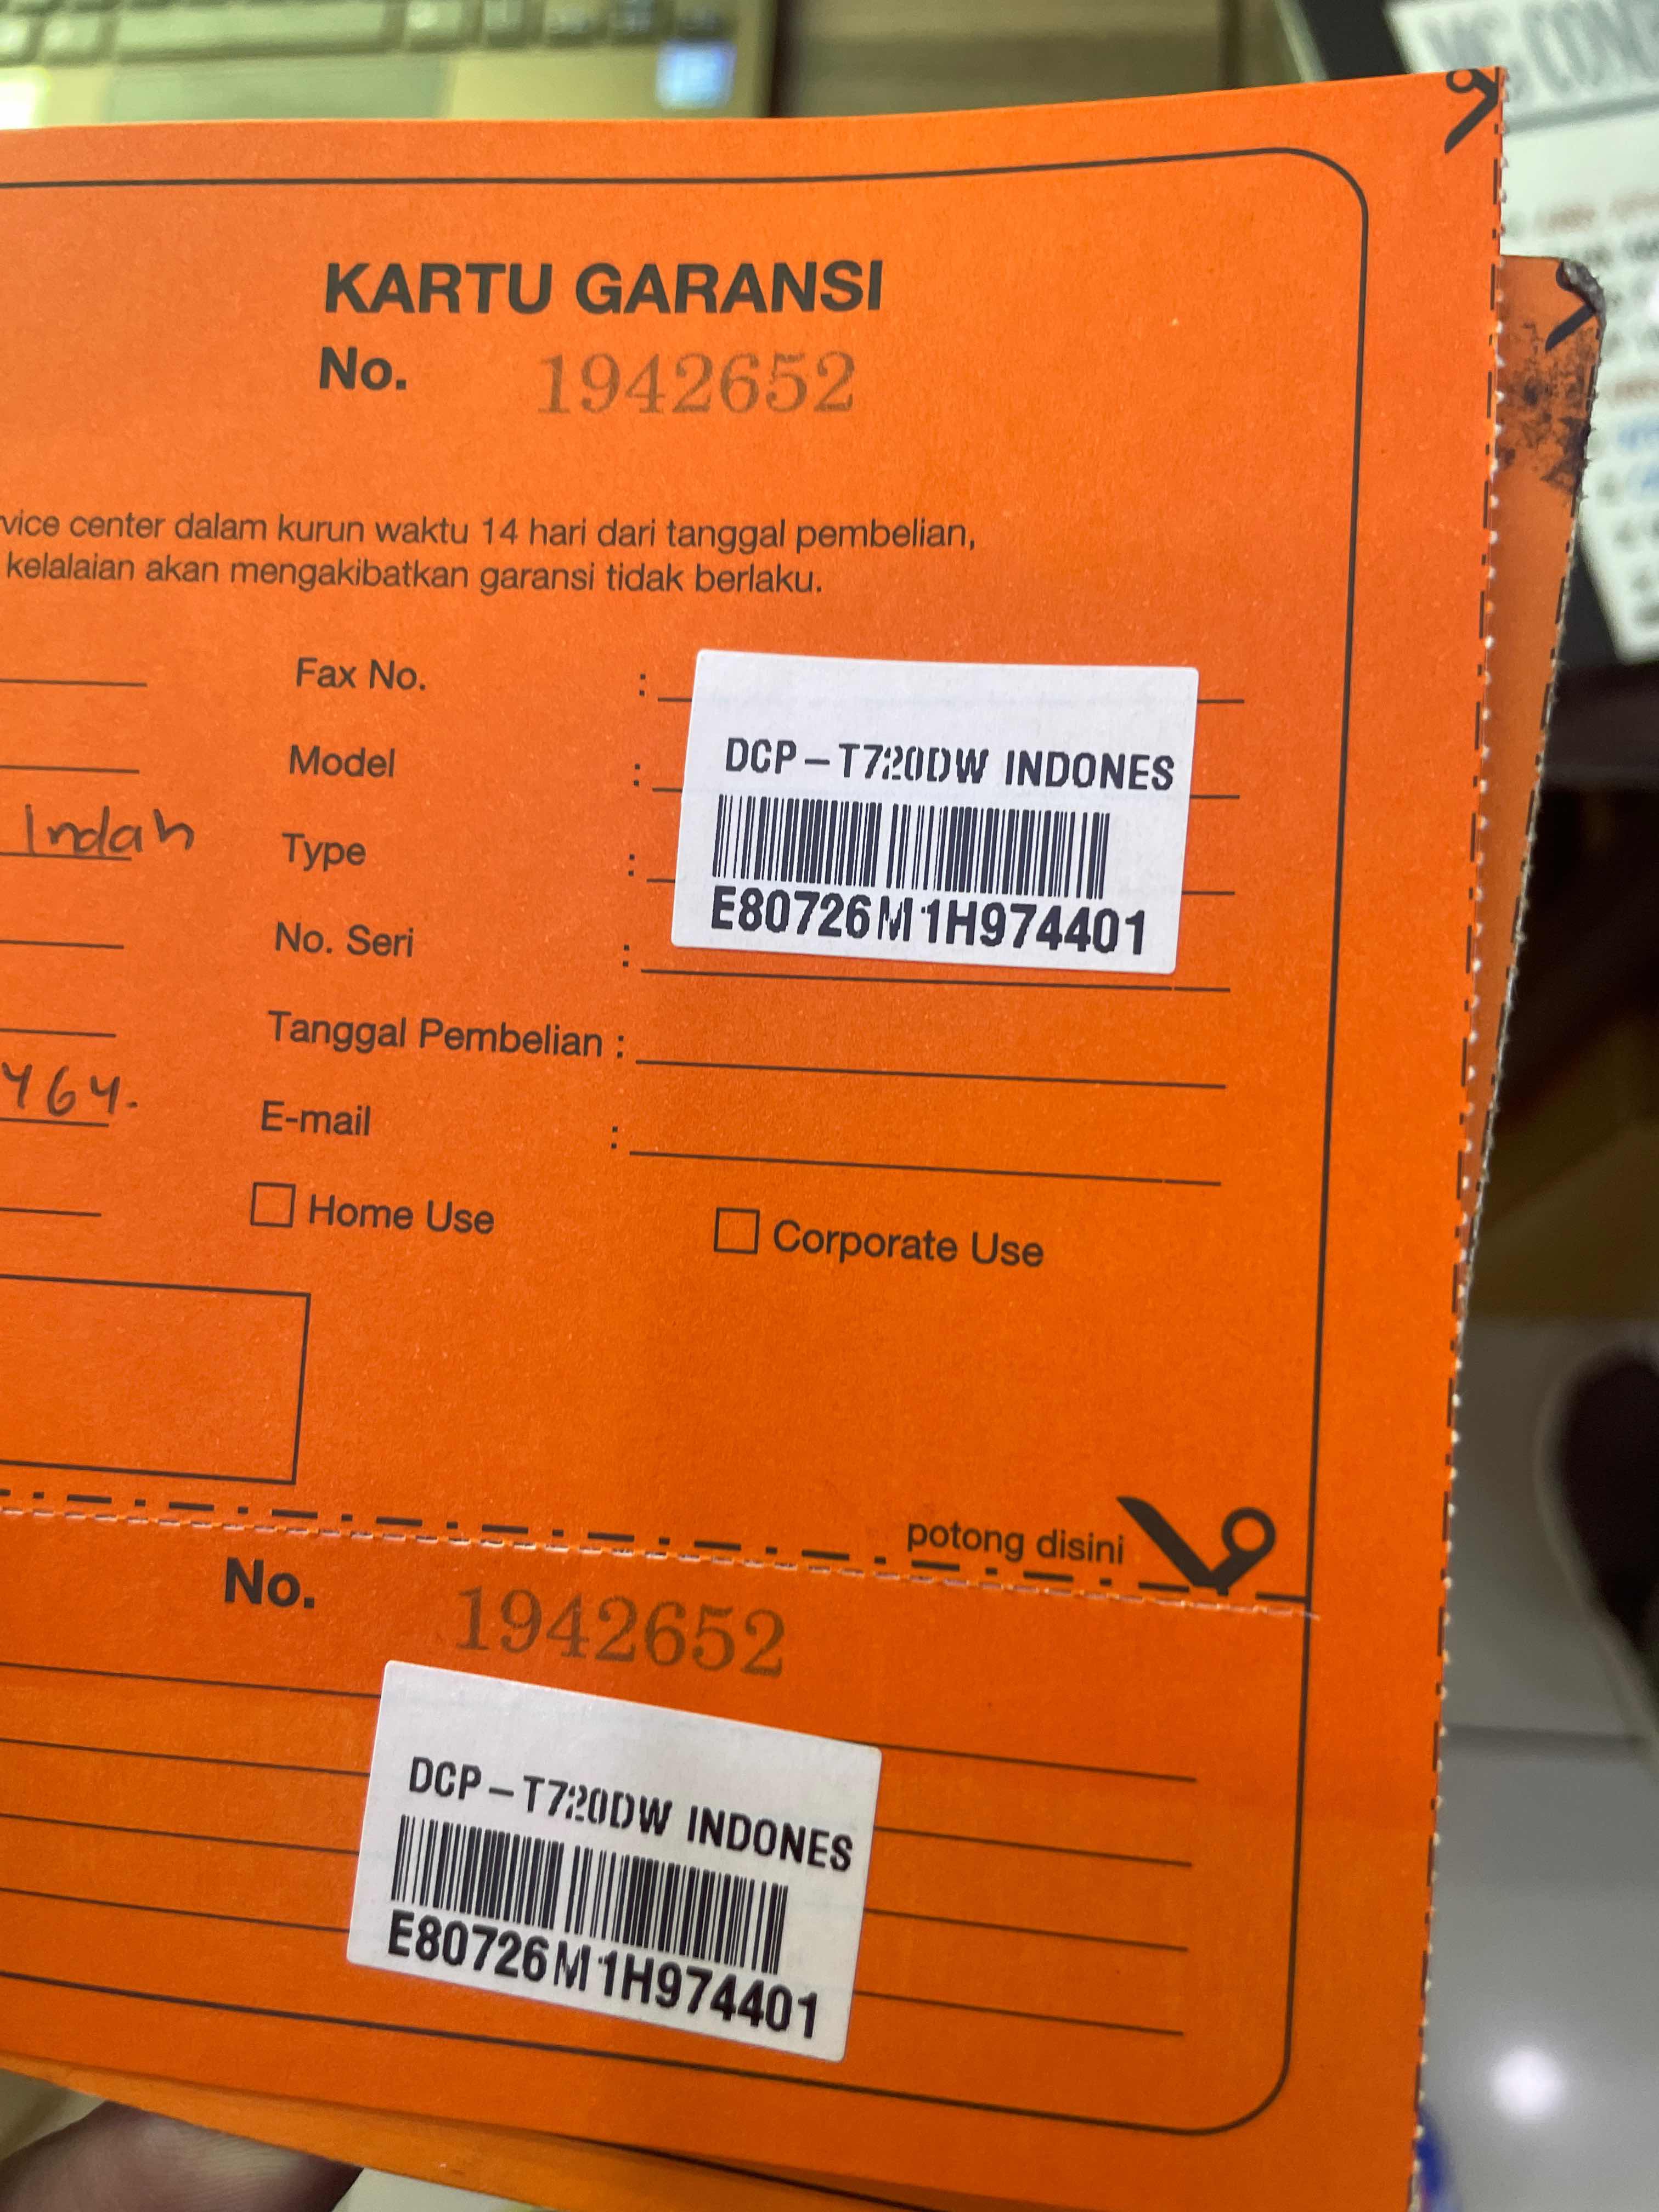 KARTU GARANSI
No. 1942652
vice center dalam kurun waktu 14 hari dari tanggal pembelian,
kelalaian akan mengakibatkan garansi tidak berlaku.
Fax No. :
Model :
DCP-T720DW INDONES
Indah
Type :
E80726M1H974401
No. Seri :
Tanggal Pembelian :
464.
E-mail :
Home Use
Corporate Use
potong disini
No. 1942652
DCP-T720DW INDONES
E80726M1H974401